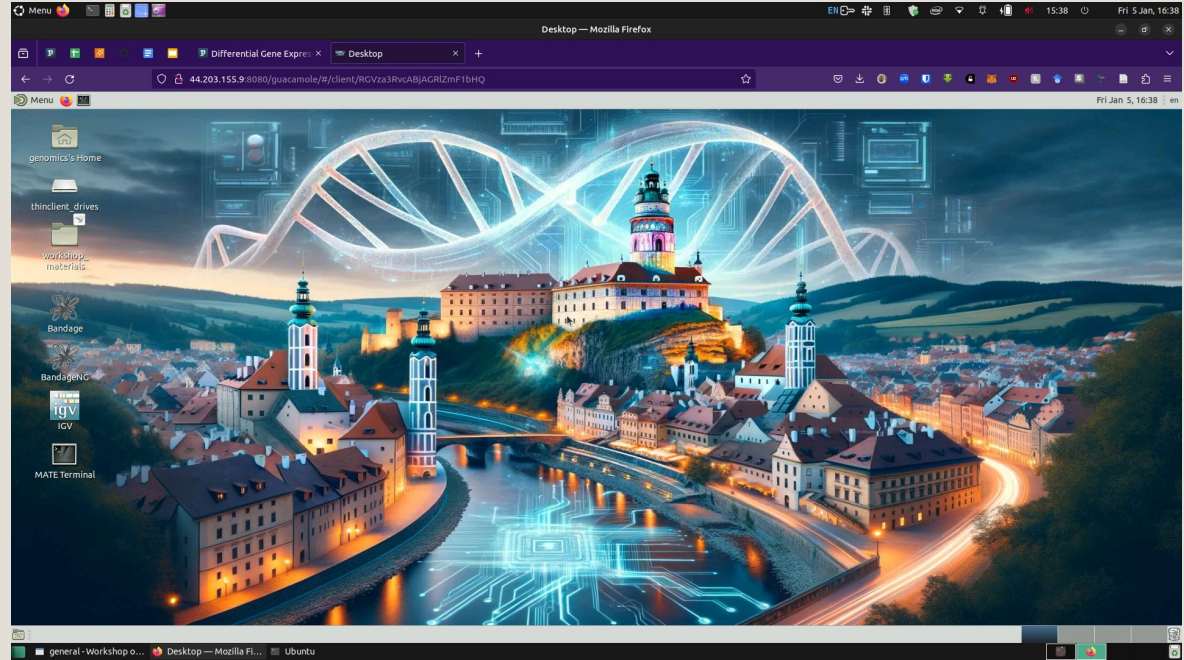 Menu
EN
15:38
Fri 5 Jan, 16:38
Desktop — Mozilla Firefox
Differential Gene Expres
Desktop
44.203.155.9:8080/guacamole/#/client/RGVza3RvcABjAGRlZmF1bHQ
Menu
Fri Jan 5, 16:38
en
genomics's Home
thinclient_drives
workshop_
materials
Bandage
BandageNG
igv
IGV
MATE Terminal
general - Workshop o...
Desktop — Mozilla Fi...
Ubuntu